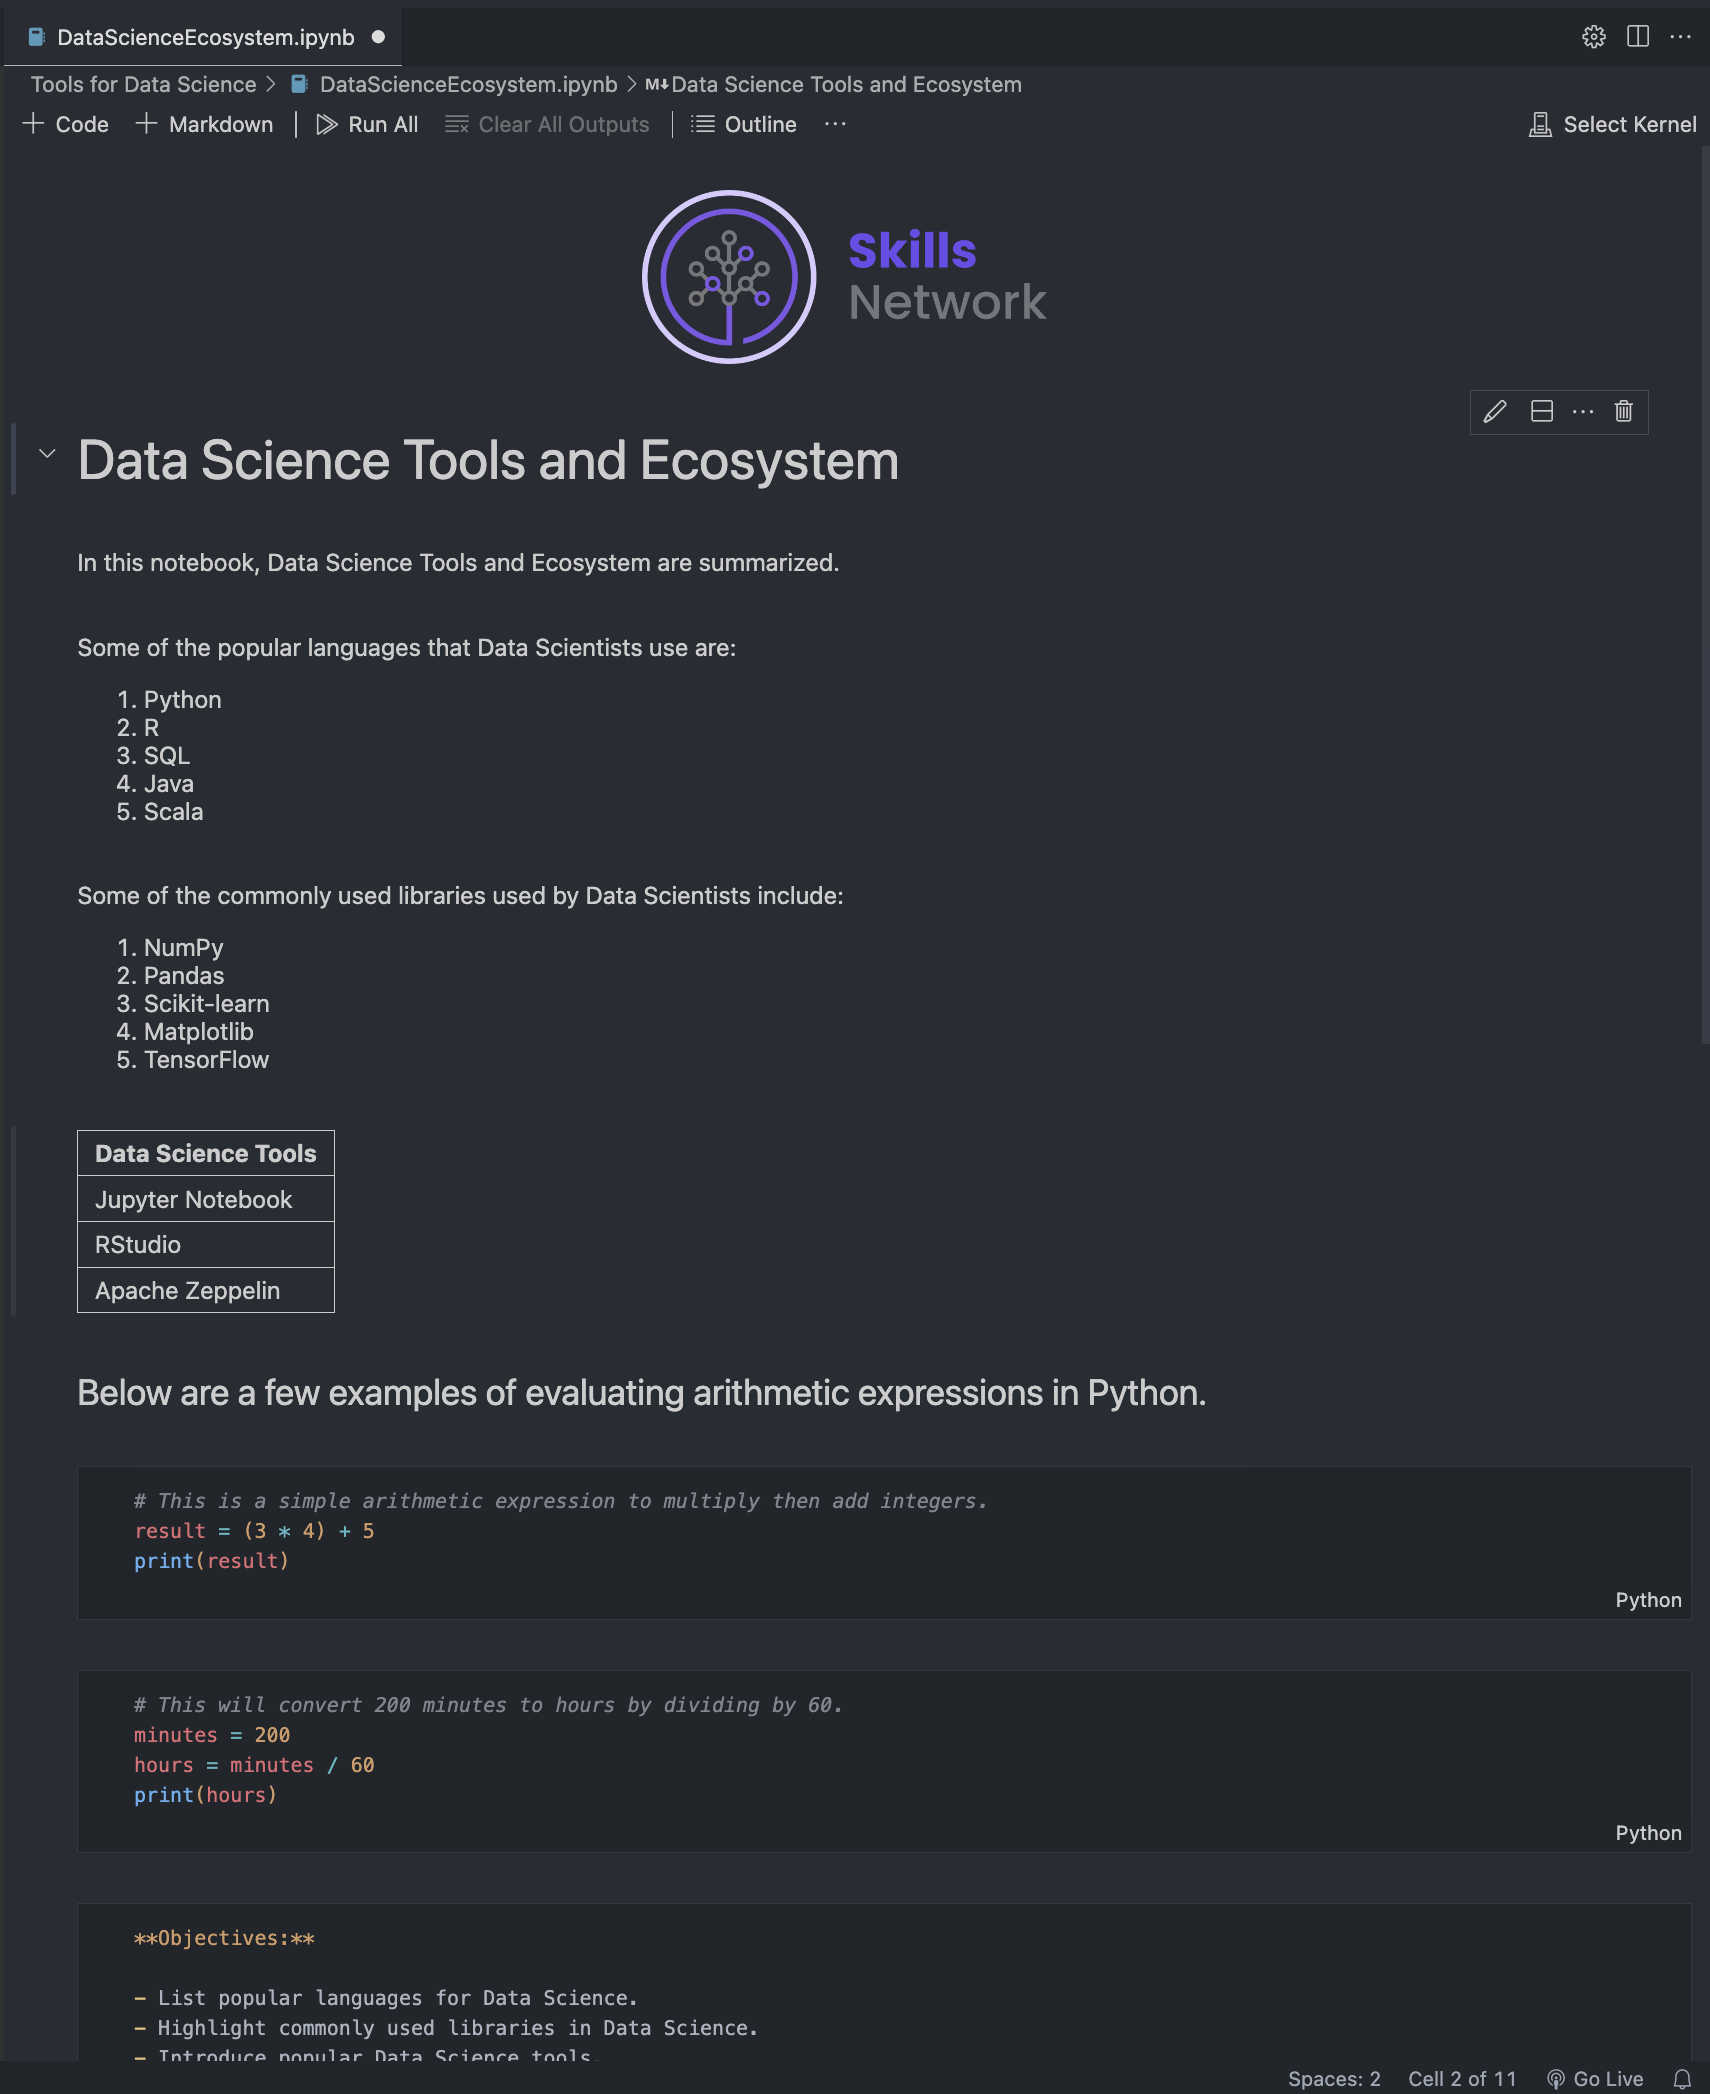 DataScienceEcosystem.ipynb
Tools for Data Science > DataScienceEcosystem.ipynb > M↓ Data Science Tools and Ecosystem
+ Code + Markdown | Run All Clear All Outputs | Outline ··· Select Kernel
Skills
Network
Data Science Tools and Ecosystem
In this notebook, Data Science Tools and Ecosystem are summarized.
Some of the popular languages that Data Scientists use are:
1. Python
2. R
3. SQL
4. Java
5. Scala
Some of the commonly used libraries used by Data Scientists include:
1. NumPy
2. Pandas
3. Scikit-learn
4. Matplotlib
5. TensorFlow
Data Science Tools
Jupyter Notebook
RStudio
Apache Zeppelin
Below are a few examples of evaluating arithmetic expressions in Python.
# This is a simple arithmetic expression to multiply then add integers.
result = (3 * 4) + 5
print(result)
Python
# This will convert 200 minutes to hours by dividing by 60.
minutes = 200
hours = minutes / 60
print(hours)
Python
**Objectives:**
- List popular languages for Data Science.
- Highlight commonly used libraries in Data Science.
- Introduce popular Data Science tools.
Spaces: 2 Cell 2 of 11 Go Live